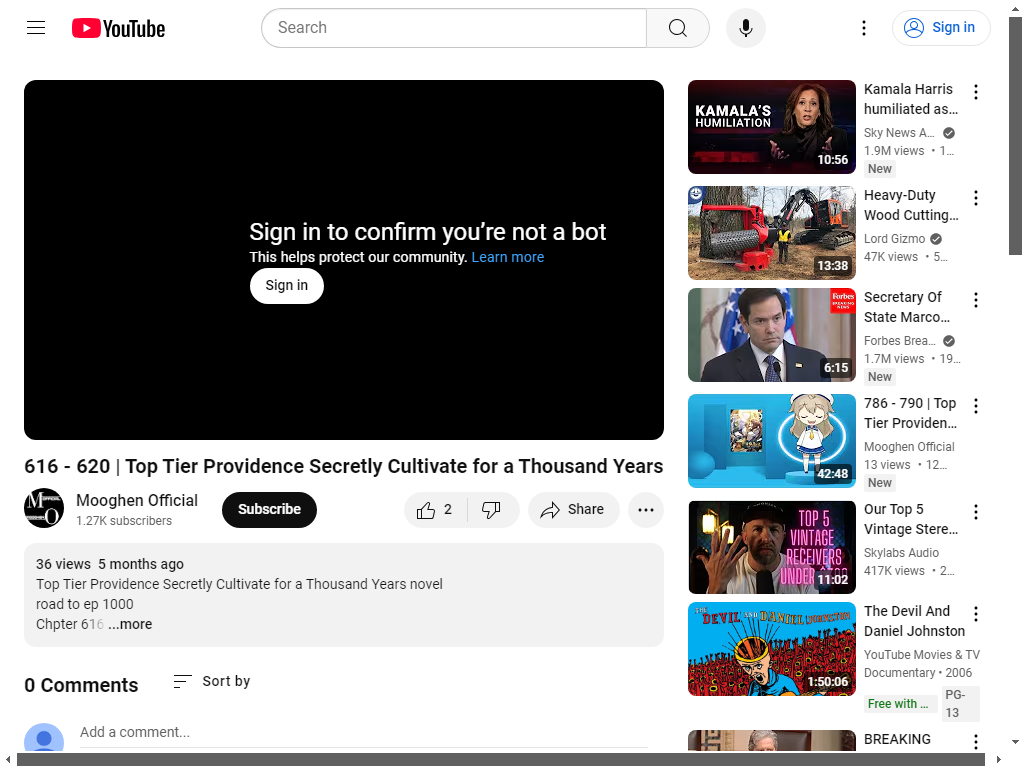 YouTube
Search
Sign in
Sign in to confirm you're not a bot
This helps protect our community. Learn more
Sign in
616 - 620 | Top Tier Providence Secretly Cultivate for a Thousand Years
Mooghen Official
1.27K subscribers
Subscribe
2
Share
36 views 5 months ago
Top Tier Providence Secretly Cultivate for a Thousand Years novel
road to ep 1000
Chpter 616 ...more
0 Comments
Sort by
Add a comment...
KAMALA'S
HUMILIATION
10:56
Kamala Harris
humiliated as...
Sky News A...
1.9M views • 1...
New
13:38
Heavy-Duty
Wood Cutting...
Lord Gizmo
47K views • 5...
Forbes
BREAKING
NEWS
6:15
Secretary Of
State Marco...
Forbes Brea...
1.7M views • 19...
New
42:48
786 - 790 | Top
Tier Providen...
Mooghen Official
13 views • 12...
New
TOP 5
VINTAGE
RECEIVERS
UNDER
11:02
Our Top 5
Vintage Stere...
Skylabs Audio
417K views • 2...
THE
DEVIL AND DANIEL JOHNSTON
1:50:06
The Devil And
Daniel Johnston
YouTube Movies & TV
Documentary • 2006
Free with ...
PG-
13
BREAKING